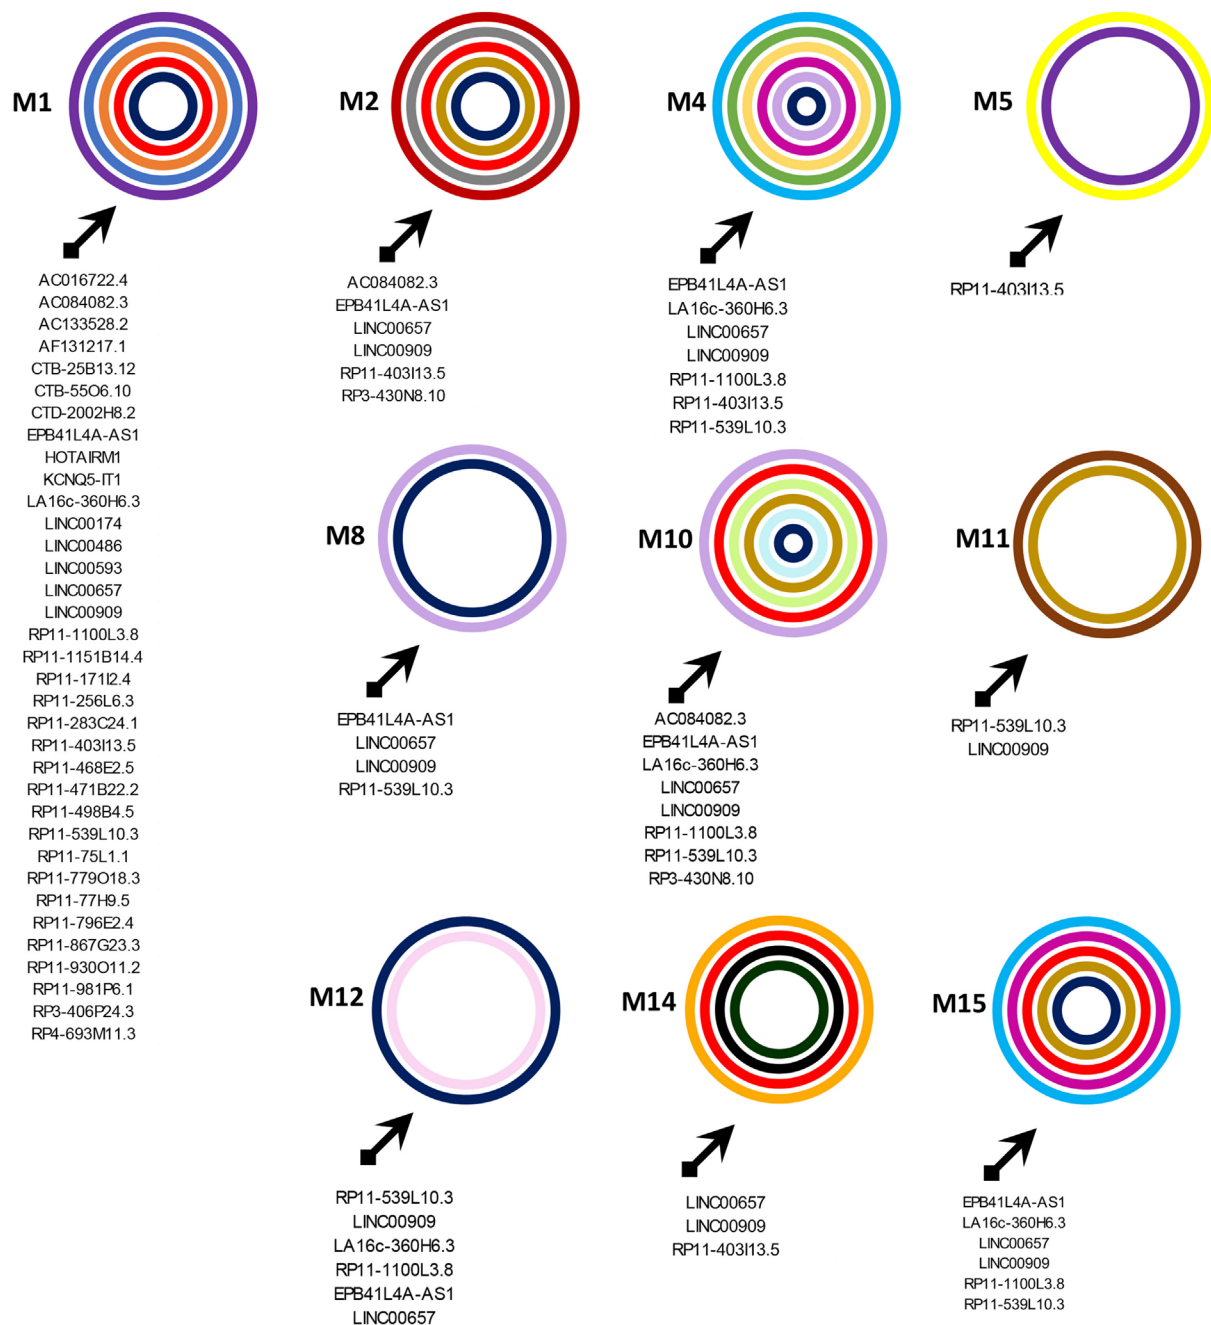 M1
AC016722.4
AC084082.3
AC133528.2
AF131217.1
CTB-25B13.12
CTB-55O6.10
CTD-2002H8.2
EPB41L4A-AS1
HOTAIRM1
KCNQ5-IT1
LA16c-360H6.3
LINC00174
LINC00486
LINC00593
LINC00657
LINC00909
RP11-1100L3.8
RP11-1151B14.4
RP11-171I2.4
RP11-256L6.3
RP11-283C24.1
RP11-403I13.5
RP11-468E2.5
RP11-471B22.2
RP11-498B4.5
RP11-539L10.3
RP11-75L1.1
RP11-779O18.3
RP11-77H9.5
RP11-796E2.4
RP11-867G23.3
RP11-930O11.2
RP11-981P6.1
RP3-406P24.3
RP4-693M11.3
M2
AC084082.3
EPB41L4A-AS1
LINC00657
LINC00909
RP11-403I13.5
RP3-430N8.10
M4
EPB41L4A-AS1
LA16c-360H6.3
LINC00657
LINC00909
RP11-1100L3.8
RP11-403I13.5
RP11-539L10.3
M5
RP11-403I13.5
M8
EPB41L4A-AS1
LINC00657
LINC00909
RP11-539L10.3
M10
AC084082.3
EPB41L4A-AS1
LA16c-360H6.3
LINC00657
LINC00909
RP11-1100L3.8
RP11-539L10.3
RP3-430N8.10
M11
RP11-539L10.3
LINC00909
M12
RP11-539L10.3
LINC00909
LA16c-360H6.3
RP11-1100L3.8
EPB41L4A-AS1
LINC00657
M14
LINC00657
LINC00909
RP11-403I13.5
M15
EPB41L4A-AS1
LA16c-360H6.3
LINC00657
LINC00909
RP11-1100L3.8
RP11-539L10.3